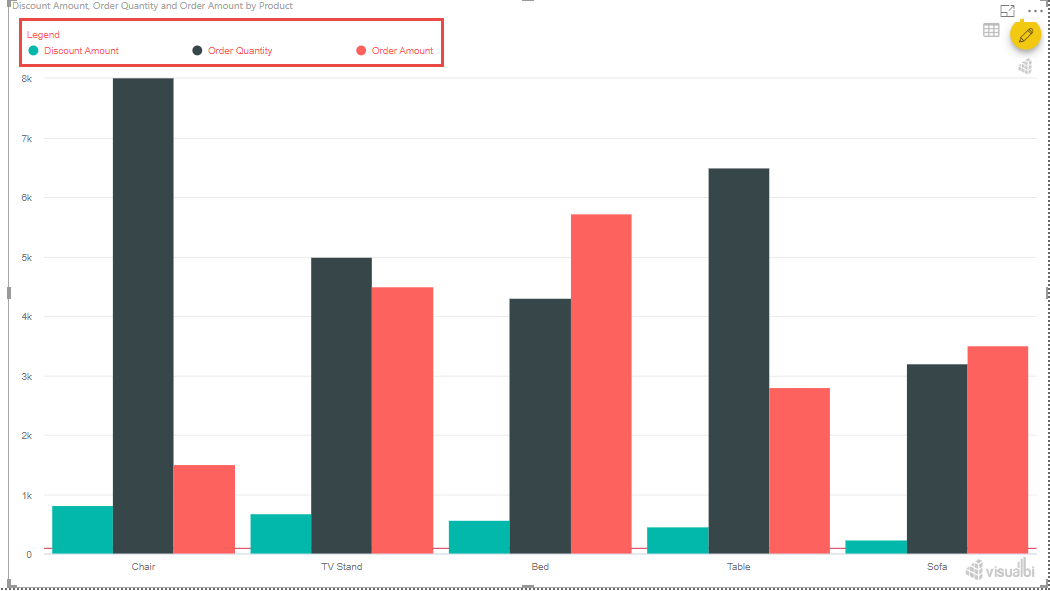 Discount Amount, Order Quantity and Order Amount by Product
Legend
Discount Amount Order Quantity Order Amount
8k
7k
6k
5k
4k
3k
2k
1k
0
Chair TV Stand Bed Table Sofa
visualbi